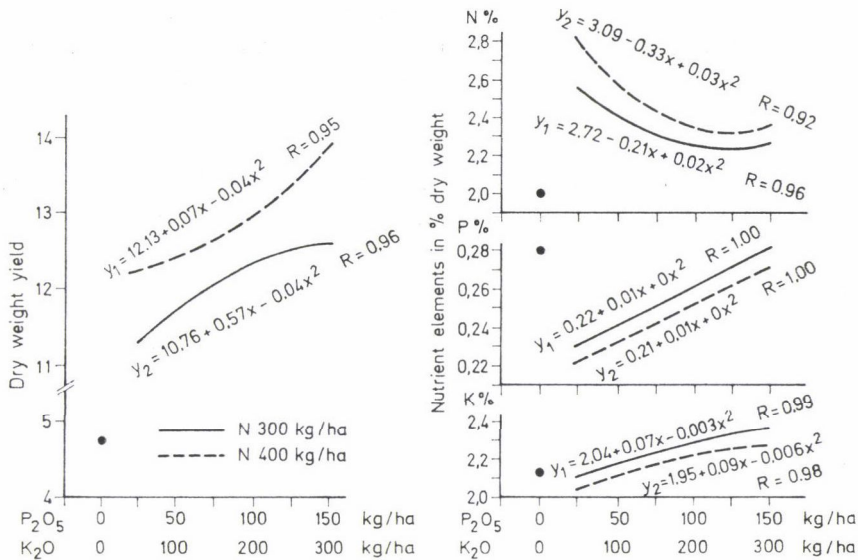 Dry weight yield
14
13
12
11
5
4
y₁ = 12.13+0.07x - 0.04x² R = 0.95
y₂ = 10.76 + 0.57x - 0.04x² R = 0.96
N 300 kg/ha
N 400 kg/ha
P₂O₅ 0 50 100 150 kg/ha
K₂O 0 100 200 300 kg/ha
Nutrient elements in % dry weight
N %
2,8
2,6
2,4
2,2
2,0
y₂ = 3.09 - 0.33x + 0.03x² R = 0.92
y₁ = 2.72 - 0.21x + 0.02x² R = 0.96
P %
0,28
0,26
0,24
0,22
y₁ = 0.22 + 0.01x + 0x² R = 1.00
y₂ = 0.21 + 0.01x + 0x² R = 1.00
K %
2,4
2,2
2,0
y₁ = 2.04 + 0.07x - 0.003x² R = 0.99
y₂ = 1.95 + 0.09x - 0.006x² R = 0.98
P₂O₅ 0 50 100 150 kg/ha
K₂O 0 100 200 300 kg/ha